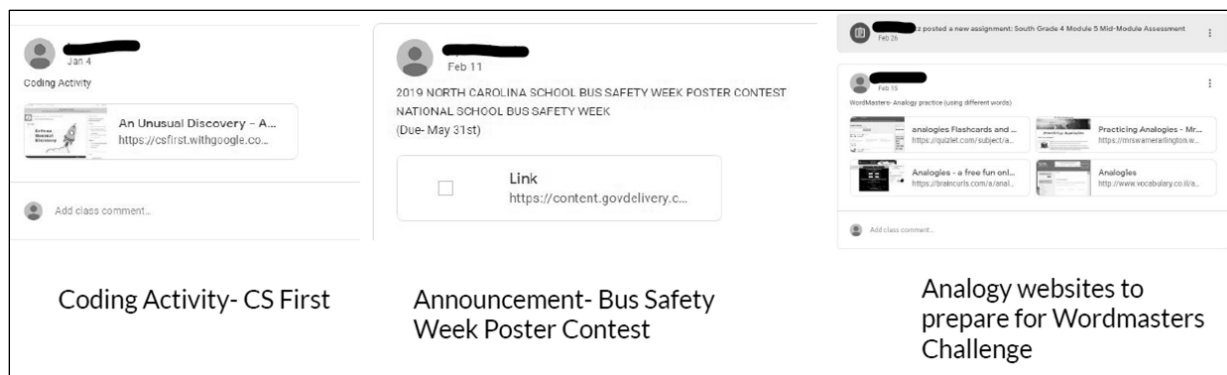 Jan 4
Coding Activity
An Unusual Discovery – A...
https://csfirst.withgoogle.co...
Add class comment...
Coding Activity- CS First
Feb 11
2019 NORTH CAROLINA SCHOOL BUS SAFETY WEEK POSTER CONTEST
NATIONAL SCHOOL BUS SAFETY WEEK
(Due- May 31st)
Link
https://content.govdelivery.c...
Announcement- Bus Safety
Week Poster Contest
posted a new assignment: South Grade 4 Module 5 Mid-Module Assessment
Feb 26
Feb 15
WordMasters- Analogy practice (using different words)
analogies Flashcards and ...
https://quizlet.com/subject/a...
Practicing Analogies - Mr...
https://mrswarnerarlington.w...
Analogies - a free fun onl...
https://braincurls.com/a/anal...
Analogies
http://www.vocabulary.co.il/a...
Add class comment...
Analogy websites to
prepare for Wordmasters
Challenge